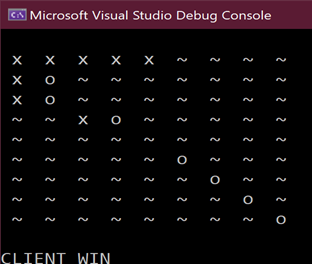 Microsoft Visual Studio Debug Console
x x x x x ~ ~ ~ ~
x o ~ ~ ~ ~ ~ ~ ~
x o ~ ~ ~ ~ ~ ~ ~
~ ~ x o ~ ~ ~ ~ ~
~ ~ ~ ~ ~ ~ ~ ~ ~
~ ~ ~ ~ ~ o ~ ~ ~
~ ~ ~ ~ ~ ~ o ~ ~
~ ~ ~ ~ ~ ~ ~ o ~
~ ~ ~ ~ ~ ~ ~ ~ o
CLIENT WIN